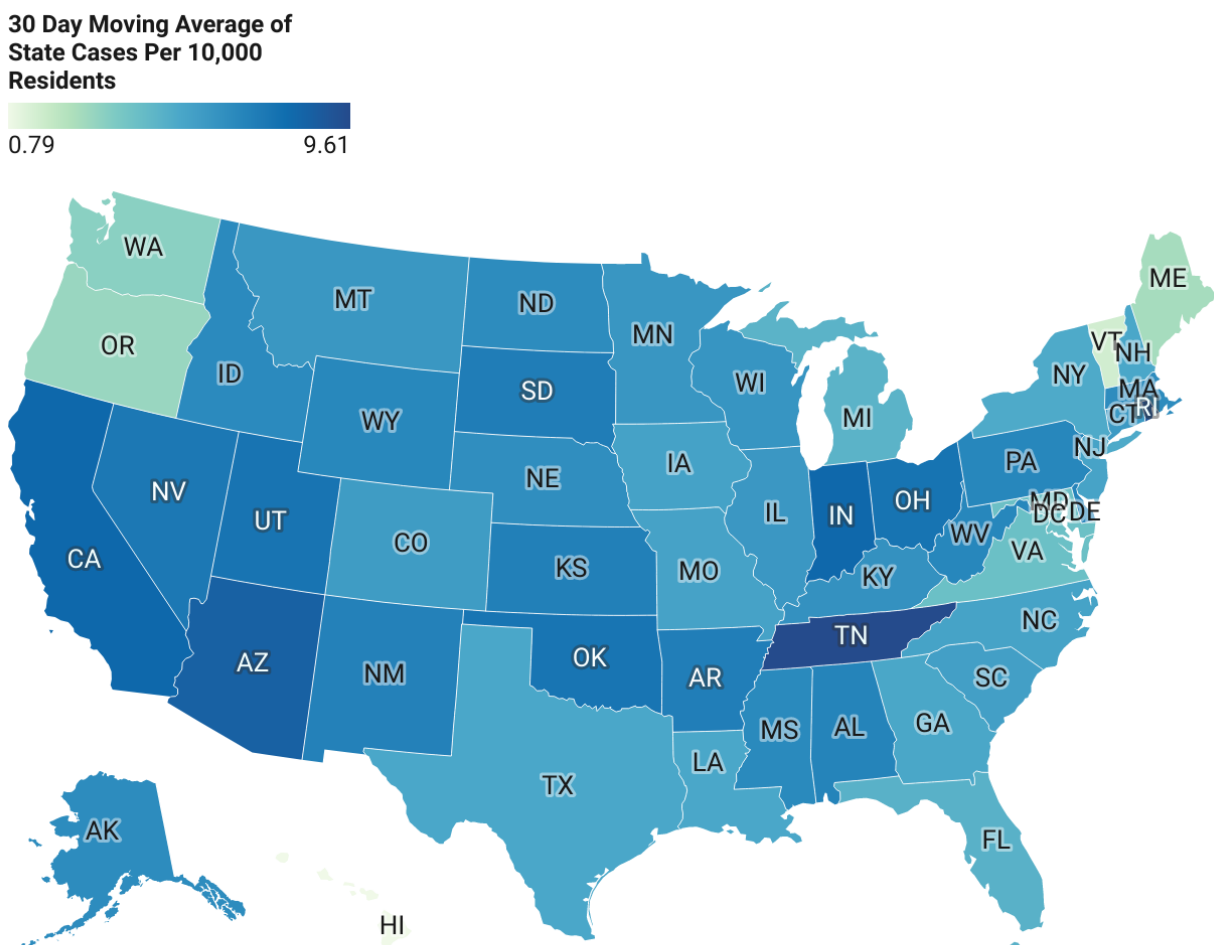 30 Day Moving Average of
State Cases Per 10,000
Residents
0.79 9.61
WA
ME
MT
ND
VT
MN
NH
OR
ID
NY
WI
MA
SD
RI
CT
MI
WY
NJ
PA
IA
NE
NV
OH
MD
DC
DE
IL
IN
UT
WV
CO
VA
CA
KS
MO
KY
NC
TN
OK
AZ
NM
AR
SC
GA
MS
AL
LA
TX
AK
FL
HI